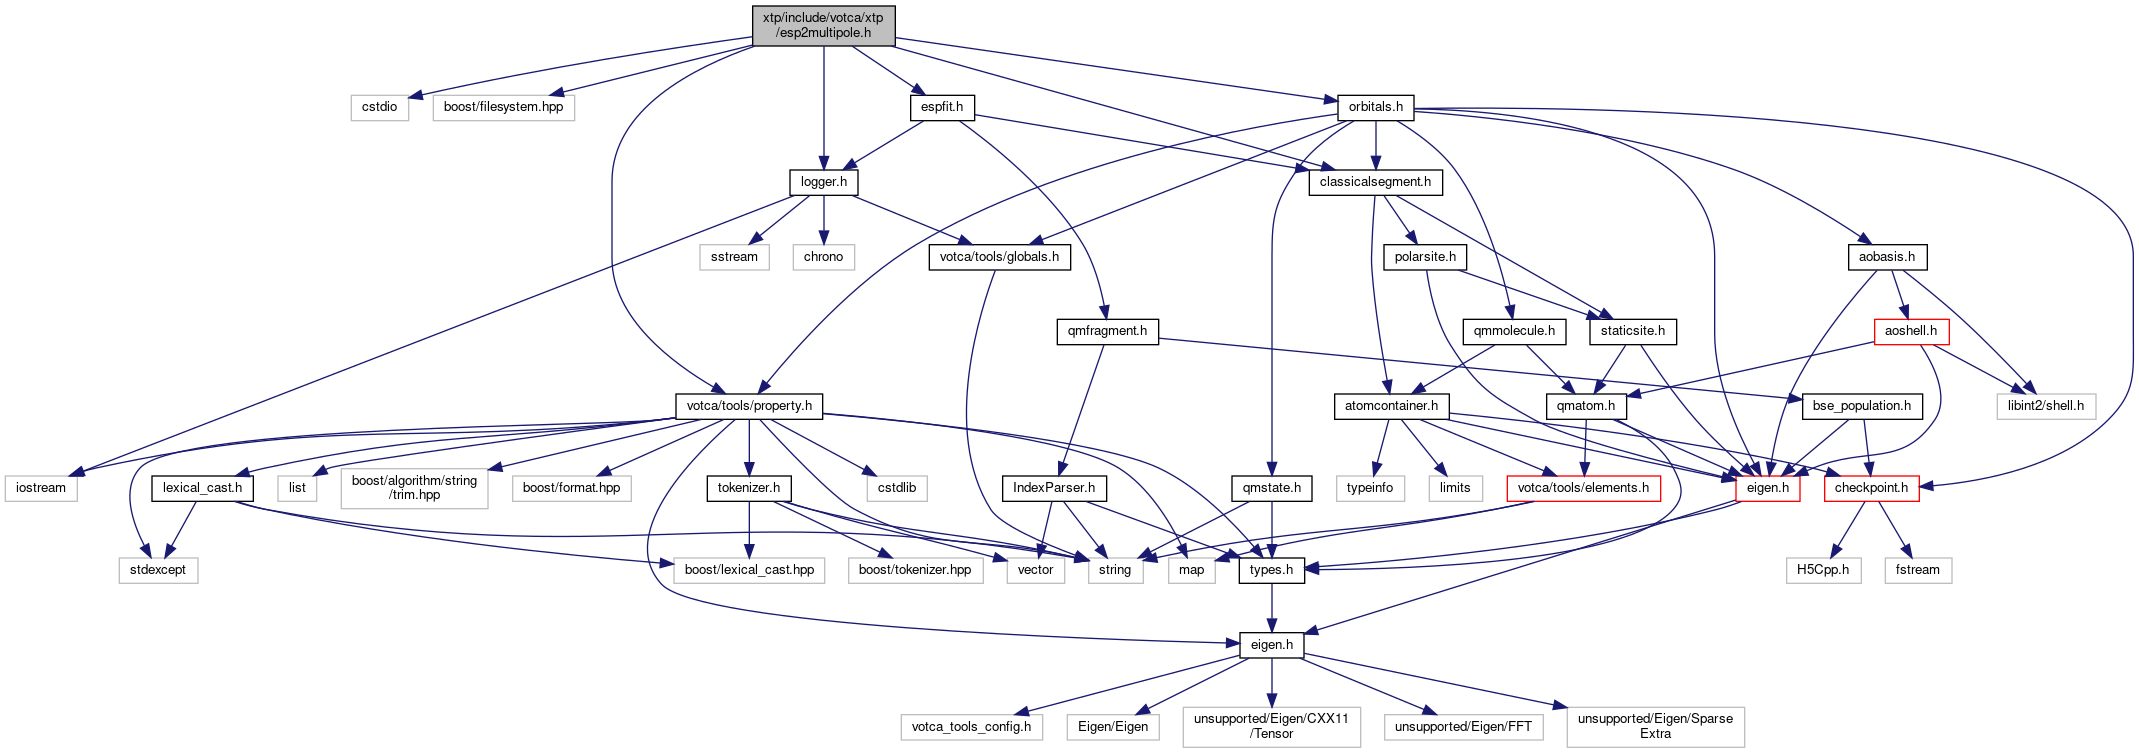 xtp/include/votca/xtp
/esp2multipole.h
cstdio
boost/filesystem.hpp
espfit.h
orbitals.h
logger.h
classicalsegment.h
sstream
chrono
votca/tools/globals.h
polarsite.h
aobasis.h
qmfragment.h
qmmolecule.h
staticsite.h
aoshell.h
votca/tools/property.h
atomcontainer.h
qmatom.h
bse_population.h
libint2/shell.h
iostream
lexical_cast.h
list
boost/algorithm/string
/trim.hpp
boost/format.hpp
tokenizer.h
cstdlib
IndexParser.h
qmstate.h
typeinfo
limits
votca/tools/elements.h
eigen.h
checkpoint.h
stdexcept
boost/lexical_cast.hpp
boost/tokenizer.hpp
vector
string
map
types.h
H5Cpp.h
fstream
eigen.h
votca_tools_config.h
Eigen/Eigen
unsupported/Eigen/CXX11
/Tensor
unsupported/Eigen/FFT
unsupported/Eigen/Sparse
Extra